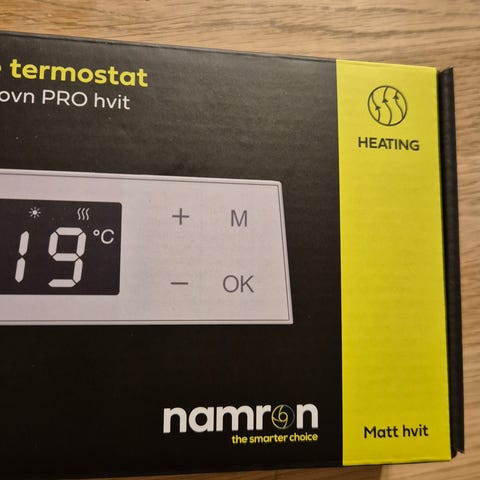 termostat
ovn PRO hvit
HEATING
+ M
19 °C
− OK
namron
the smarter choice
Matt hvit